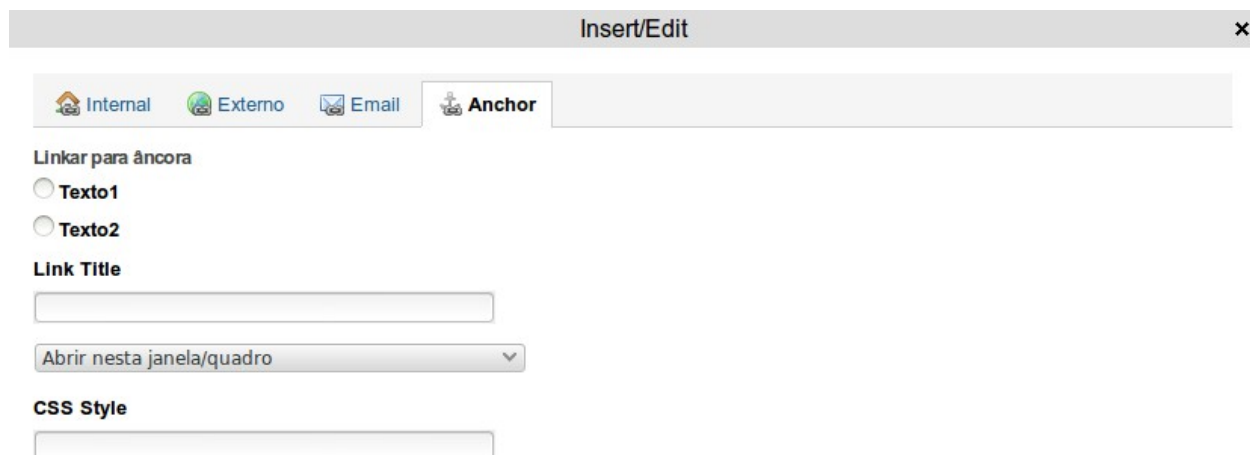 Insert/Edit ×
Internal Externo Email Anchor
Linkar para âncora
Texto1
Texto2
Link Title
Abrir nesta janela/quadro
CSS Style